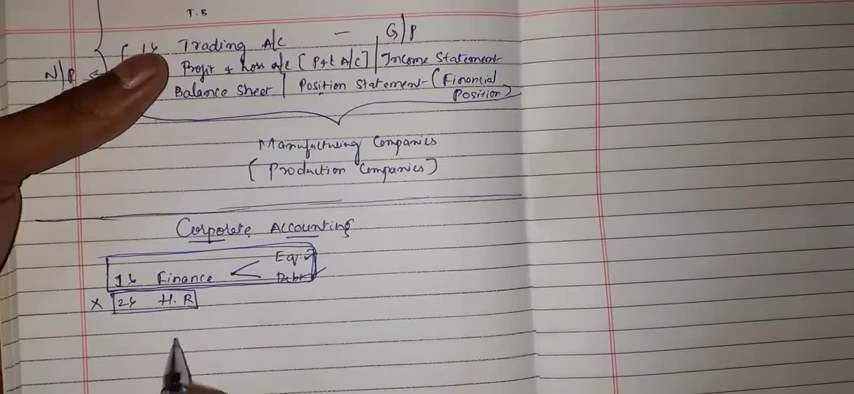 T.B
Trading A/c — G/P
N/P Profit & Loss a/c [P+L A/c] | Income Statement
Balance Sheet | Position Statement (Financial Position)
Manufacturing Companies
(Production Companies)
Corporate Accounting
Equity
1) Finance <
Debt
x 2) H.R